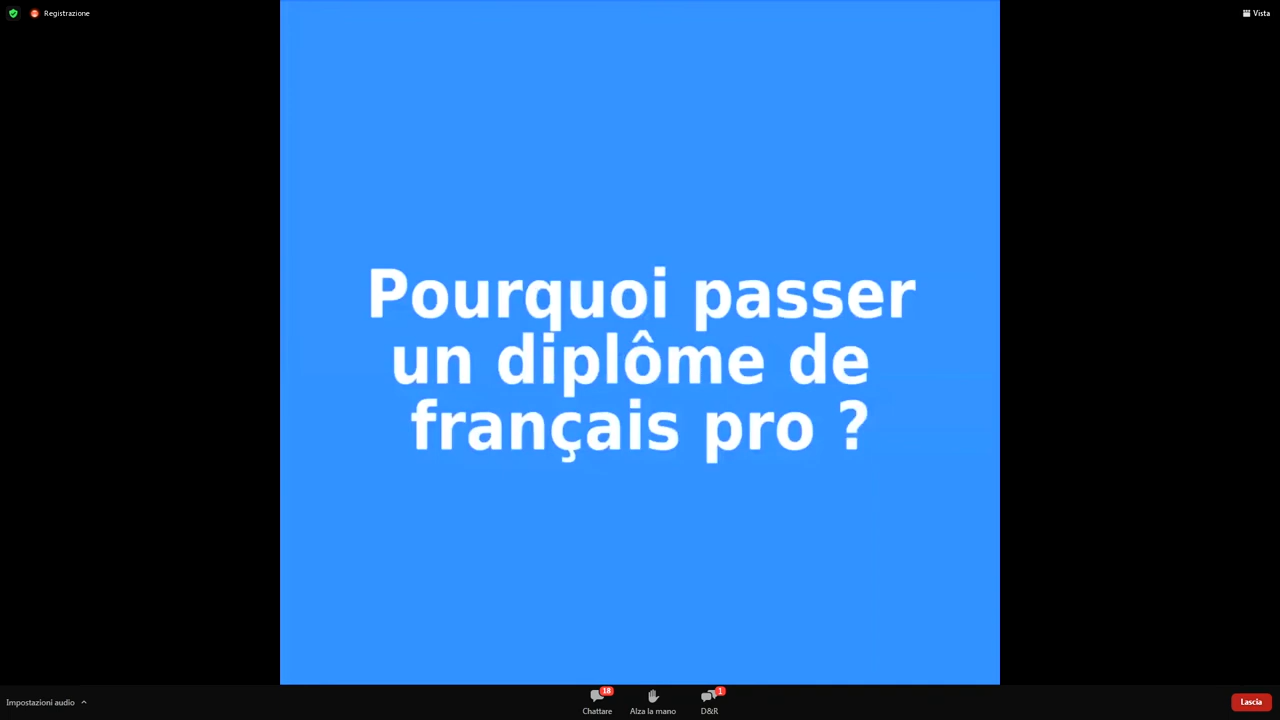 Registrazione
Vista
Pourquoi passer
un diplôme de
français pro ?
Impostazioni audio
18
Chattare
Alza la mano
1
D&R
Lascia